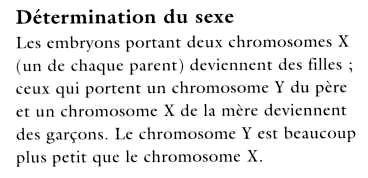 Détermination du sexe
Les embryons portant deux chromosomes X
(un de chaque parent) deviennent des filles ;
ceux qui portent un chromosome Y du père
et un chromosome X de la mère deviennent
des garçons. Le chromosome Y est beaucoup
plus petit que le chromosome X.